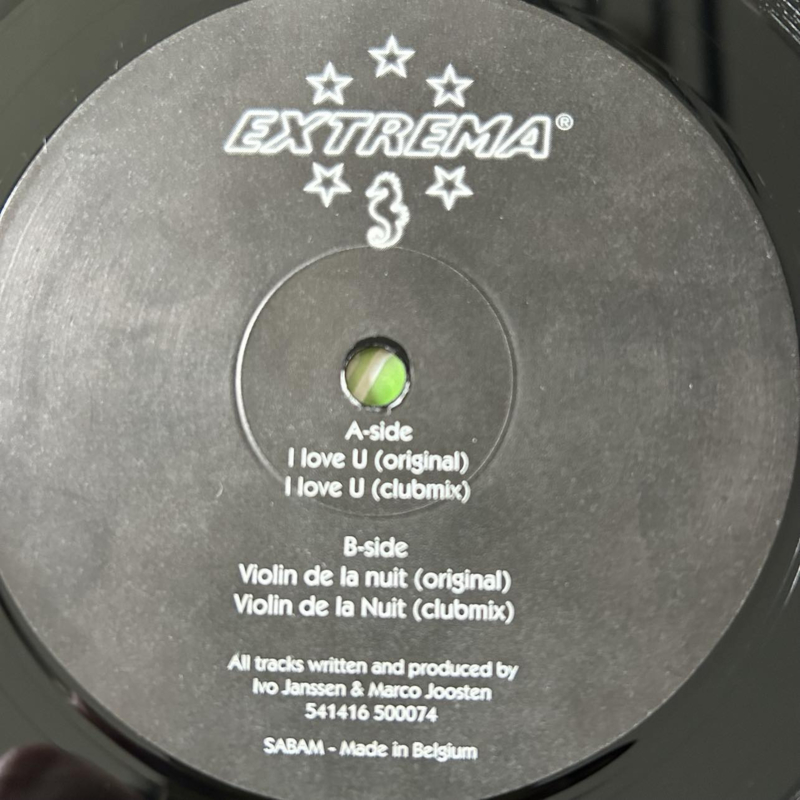 EXTREMA®
A-side
I love U (original)
I love U (clubmix)
B-side
Violin de la nuit (original)
Violin de la Nuit (clubmix)
All tracks written and produced by
Ivo Janssen & Marco Joosten
541416 500074
SABAM - Made in Belgium